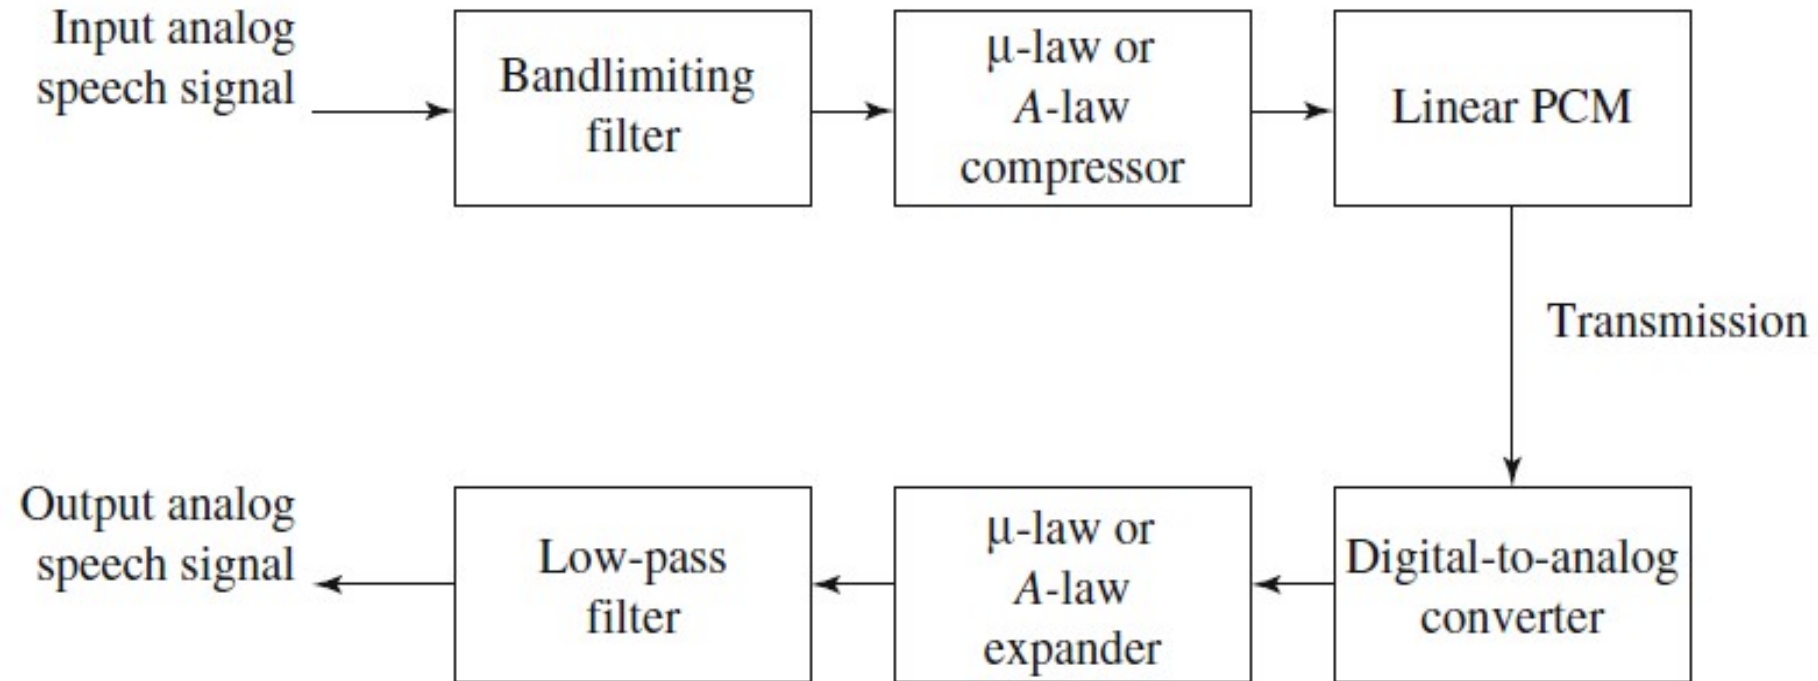 Input analog
speech signal
Bandlimiting
filter
μ-law or
A-law
compressor
Linear PCM
Transmission
Output analog
speech signal
Low-pass
filter
μ-law or
A-law
expander
Digital-to-analog
converter